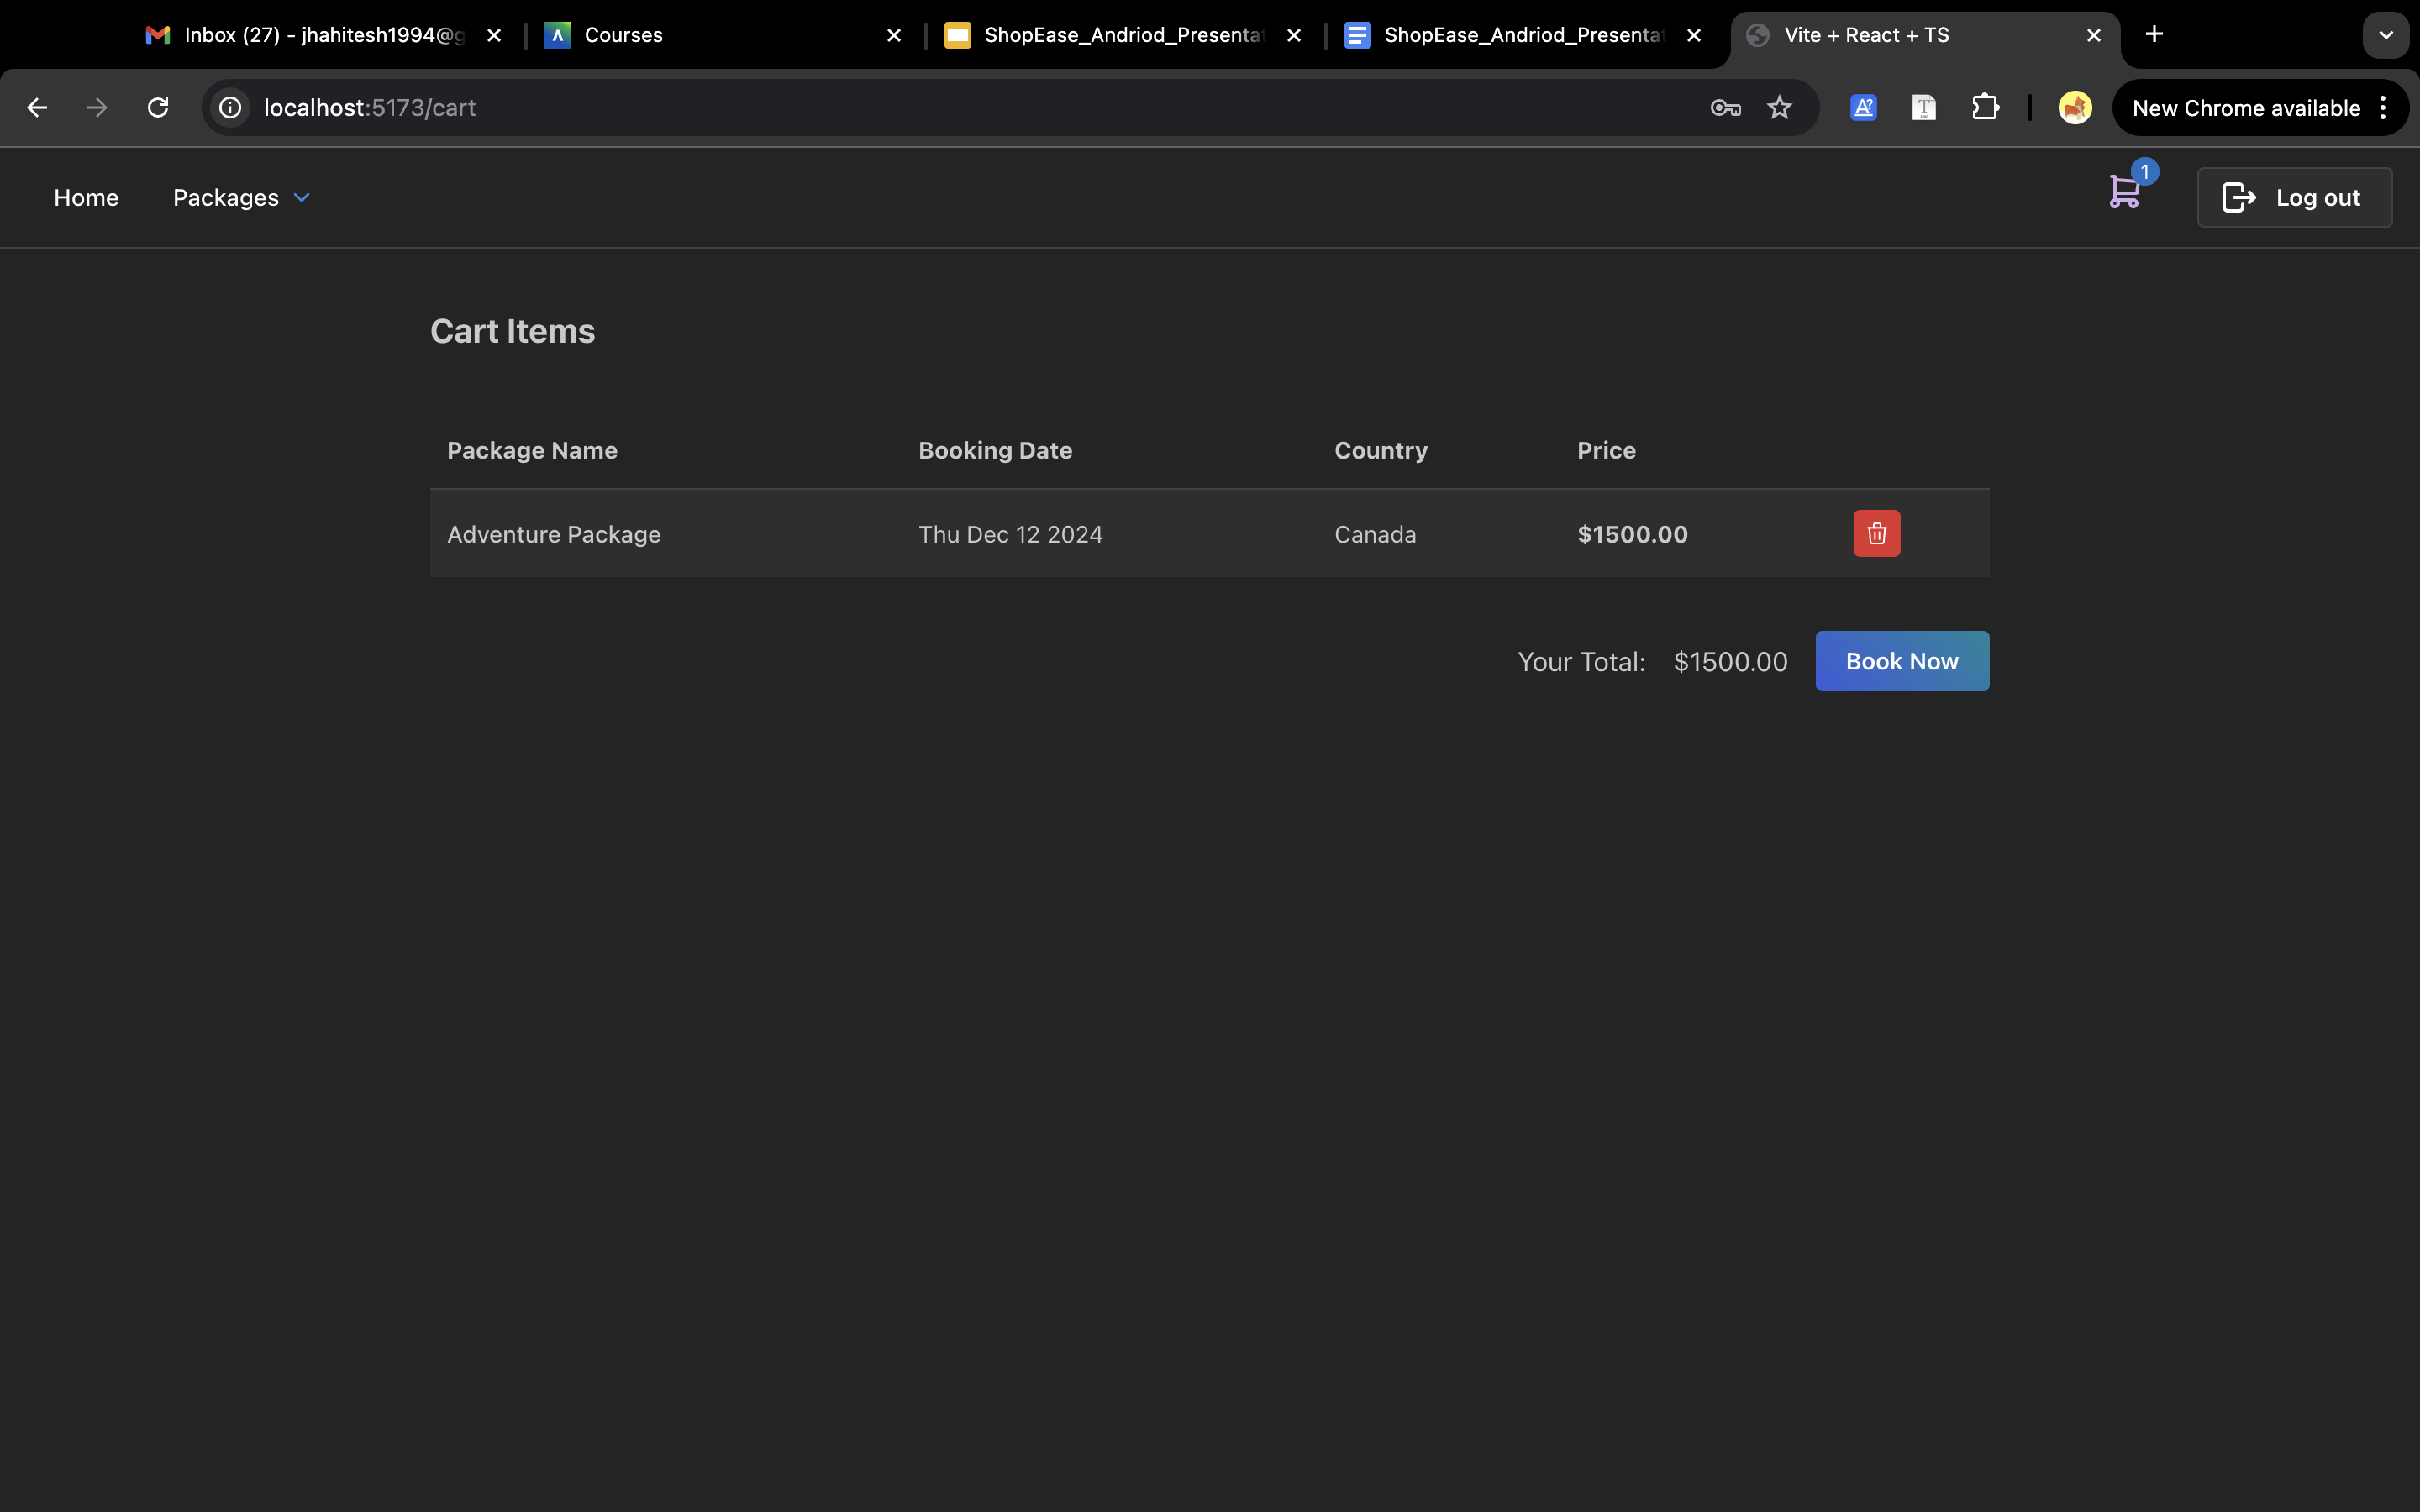 Inbox (27) - jhahitesh1994@g
Courses
ShopEase_Andriod_Presentat
ShopEase_Andriod_Presentat
Vite + React + TS
localhost:5173/cart
New Chrome available
Home
Packages
1
Log out
Cart Items
Package Name Booking Date Country Price
Adventure Package Thu Dec 12 2024 Canada $1500.00
Your Total: $1500.00 Book Now